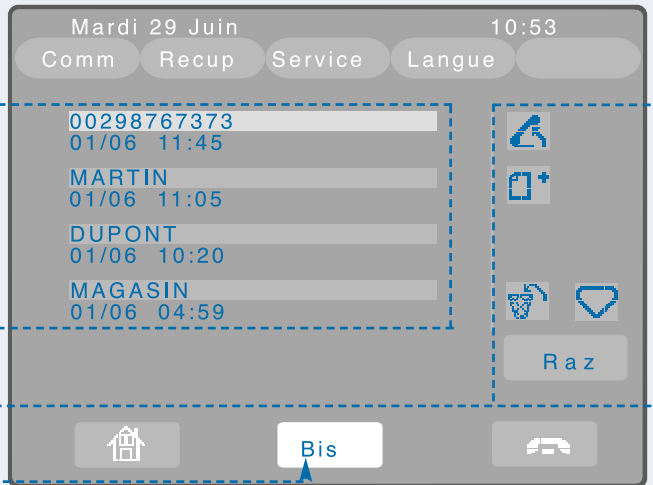 Mardi 29 Juin 10:53
Comm Recup Service Langue
00298767373
01/06 11:45
MARTIN
01/06 11:05
DUPONT
01/06 10:20
MAGASIN
01/06 04:59
Raz
Bis